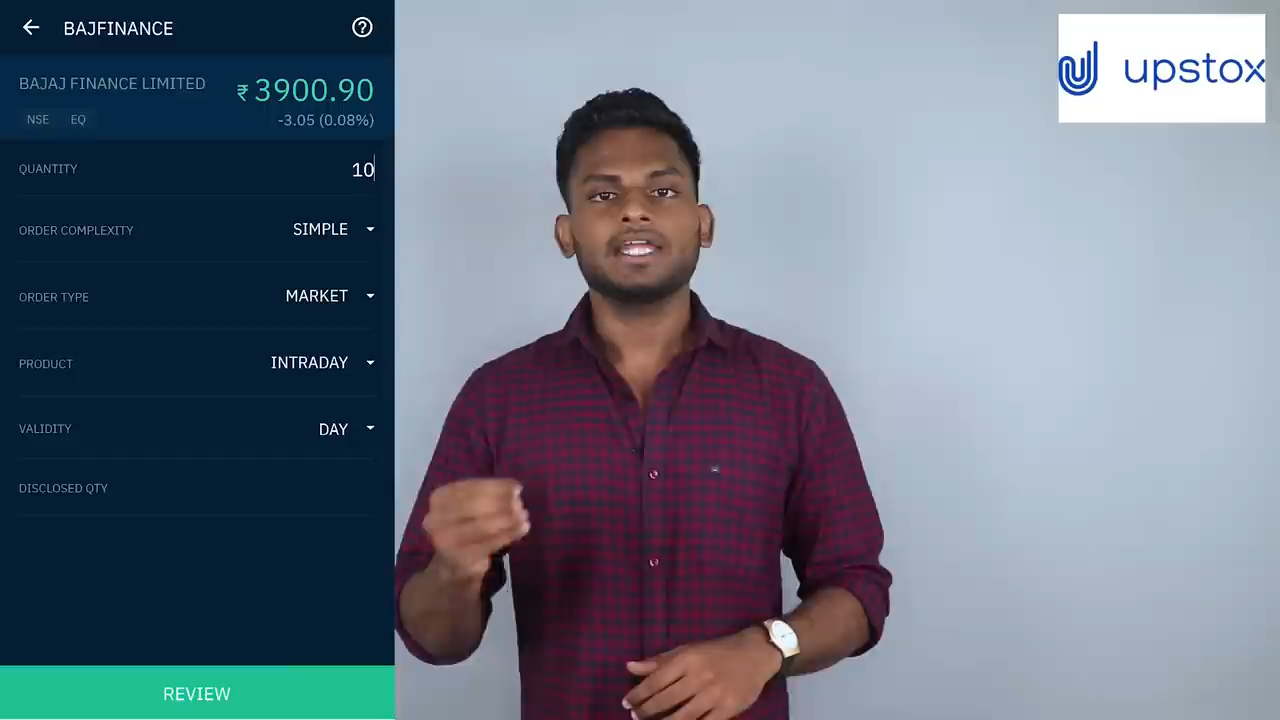 BAJFINANCE
BAJAJ FINANCE LIMITED
₹ 3900.90
NSE EQ
-3.05 (0.08%)
QUANTITY 10
ORDER COMPLEXITY SIMPLE
ORDER TYPE MARKET
PRODUCT INTRADAY
VALIDITY DAY
DISCLOSED QTY
REVIEW
upstox